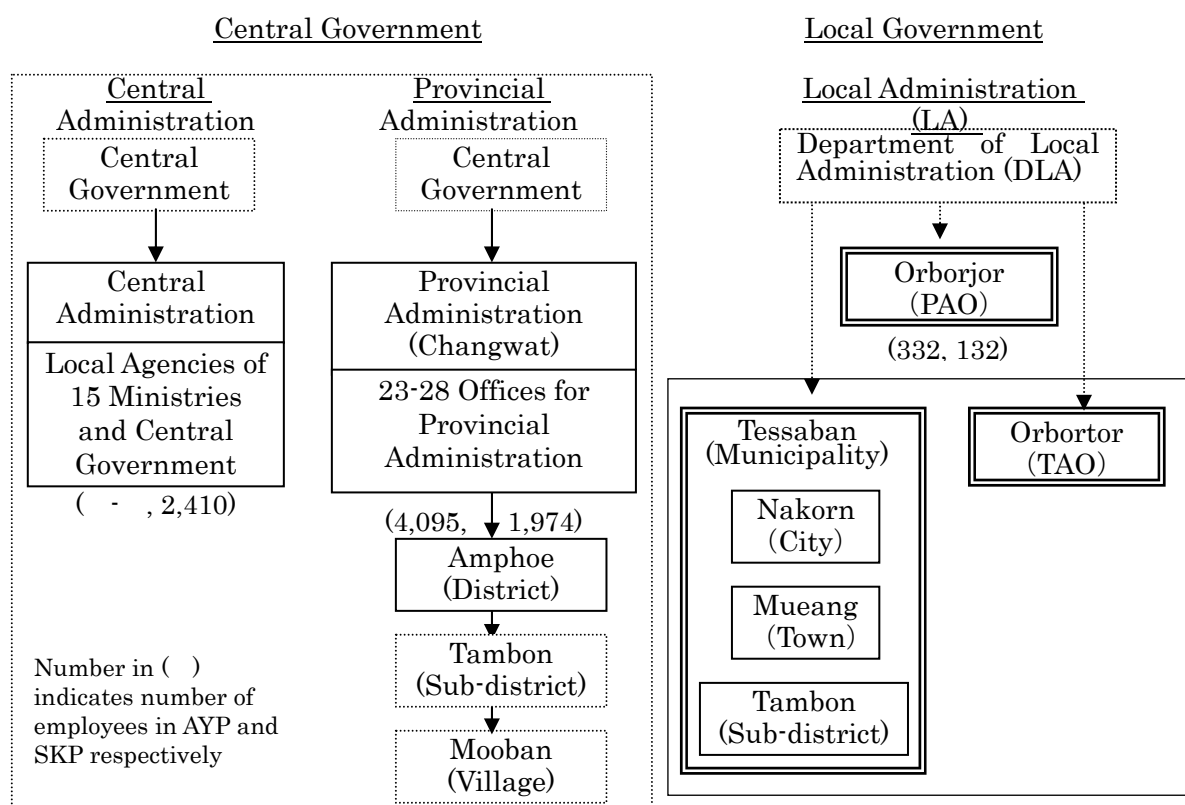 Central Government
Local Government
Central
Administration
Central
Government
Central
Administration
Local Agencies of
15 Ministries
and Central
Government
( - , 2,410)
Provincial
Administration
Central
Government
Provincial
Administration
(Changwat)
23-28 Offices for
Provincial
Administration
(4,095, 1,974)
Amphoe
(District)
Tambon
(Sub-district)
Mooban
(Village)
Number in ( )
indicates number of
employees in AYP and
SKP respectively
Local Administration
(LA)
Department of Local
Administration (DLA)
Orborjor
(PAO)
(332, 132)
Tessaban
(Municipality)
Nakorn
(City)
Mueang
(Town)
Tambon
(Sub-district)
Orbortor
(TAO)